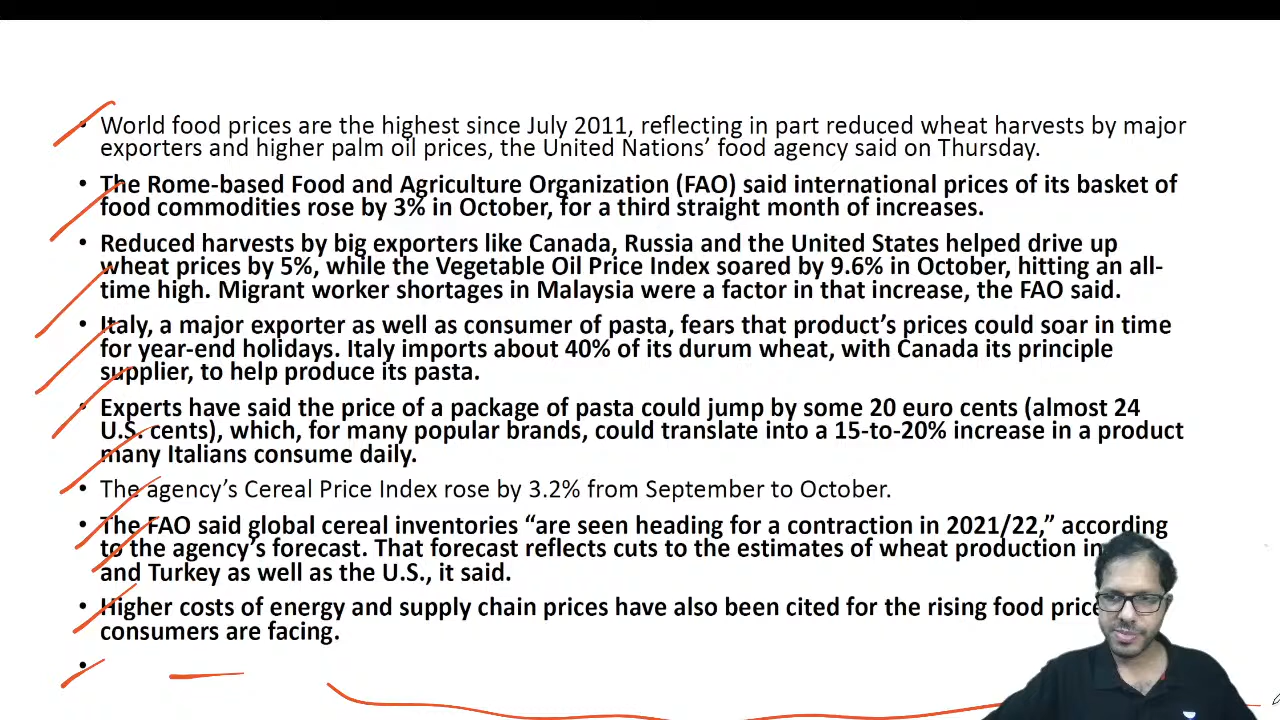 • World food prices are the highest since July 2011, reflecting in part reduced wheat harvests by major
exporters and higher palm oil prices, the United Nations’ food agency said on Thursday.
• The Rome-based Food and Agriculture Organization (FAO) said international prices of its basket of
food commodities rose by 3% in October, for a third straight month of increases.
• Reduced harvests by big exporters like Canada, Russia and the United States helped drive up
wheat prices by 5%, while the Vegetable Oil Price Index soared by 9.6% in October, hitting an all-
time high. Migrant worker shortages in Malaysia were a factor in that increase, the FAO said.
• Italy, a major exporter as well as consumer of pasta, fears that product’s prices could soar in time
for year-end holidays. Italy imports about 40% of its durum wheat, with Canada its principle
supplier, to help produce its pasta.
• Experts have said the price of a package of pasta could jump by some 20 euro cents (almost 24
U.S. cents), which, for many popular brands, could translate into a 15-to-20% increase in a product
many Italians consume daily.
• The agency’s Cereal Price Index rose by 3.2% from September to October.
• The FAO said global cereal inventories “are seen heading for a contraction in 2021/22,” according
to the agency’s forecast. That forecast reflects cuts to the estimates of wheat production in
and Turkey as well as the U.S., it said.
• Higher costs of energy and supply chain prices have also been cited for the rising food price
consumers are facing.
•